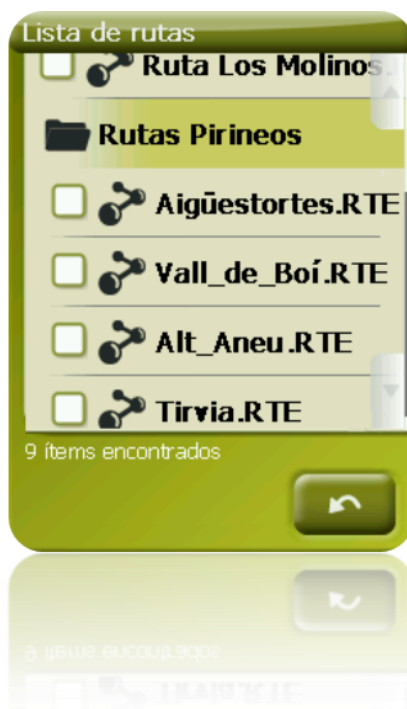 Lista de rutas
Ruta Los Molinos.
Rutas Pirineos
Aigüestortes.RTE
Vall_de_Boí.RTE
Alt_Aneu.RTE
Tirvia.RTE
9 ítems encontrados